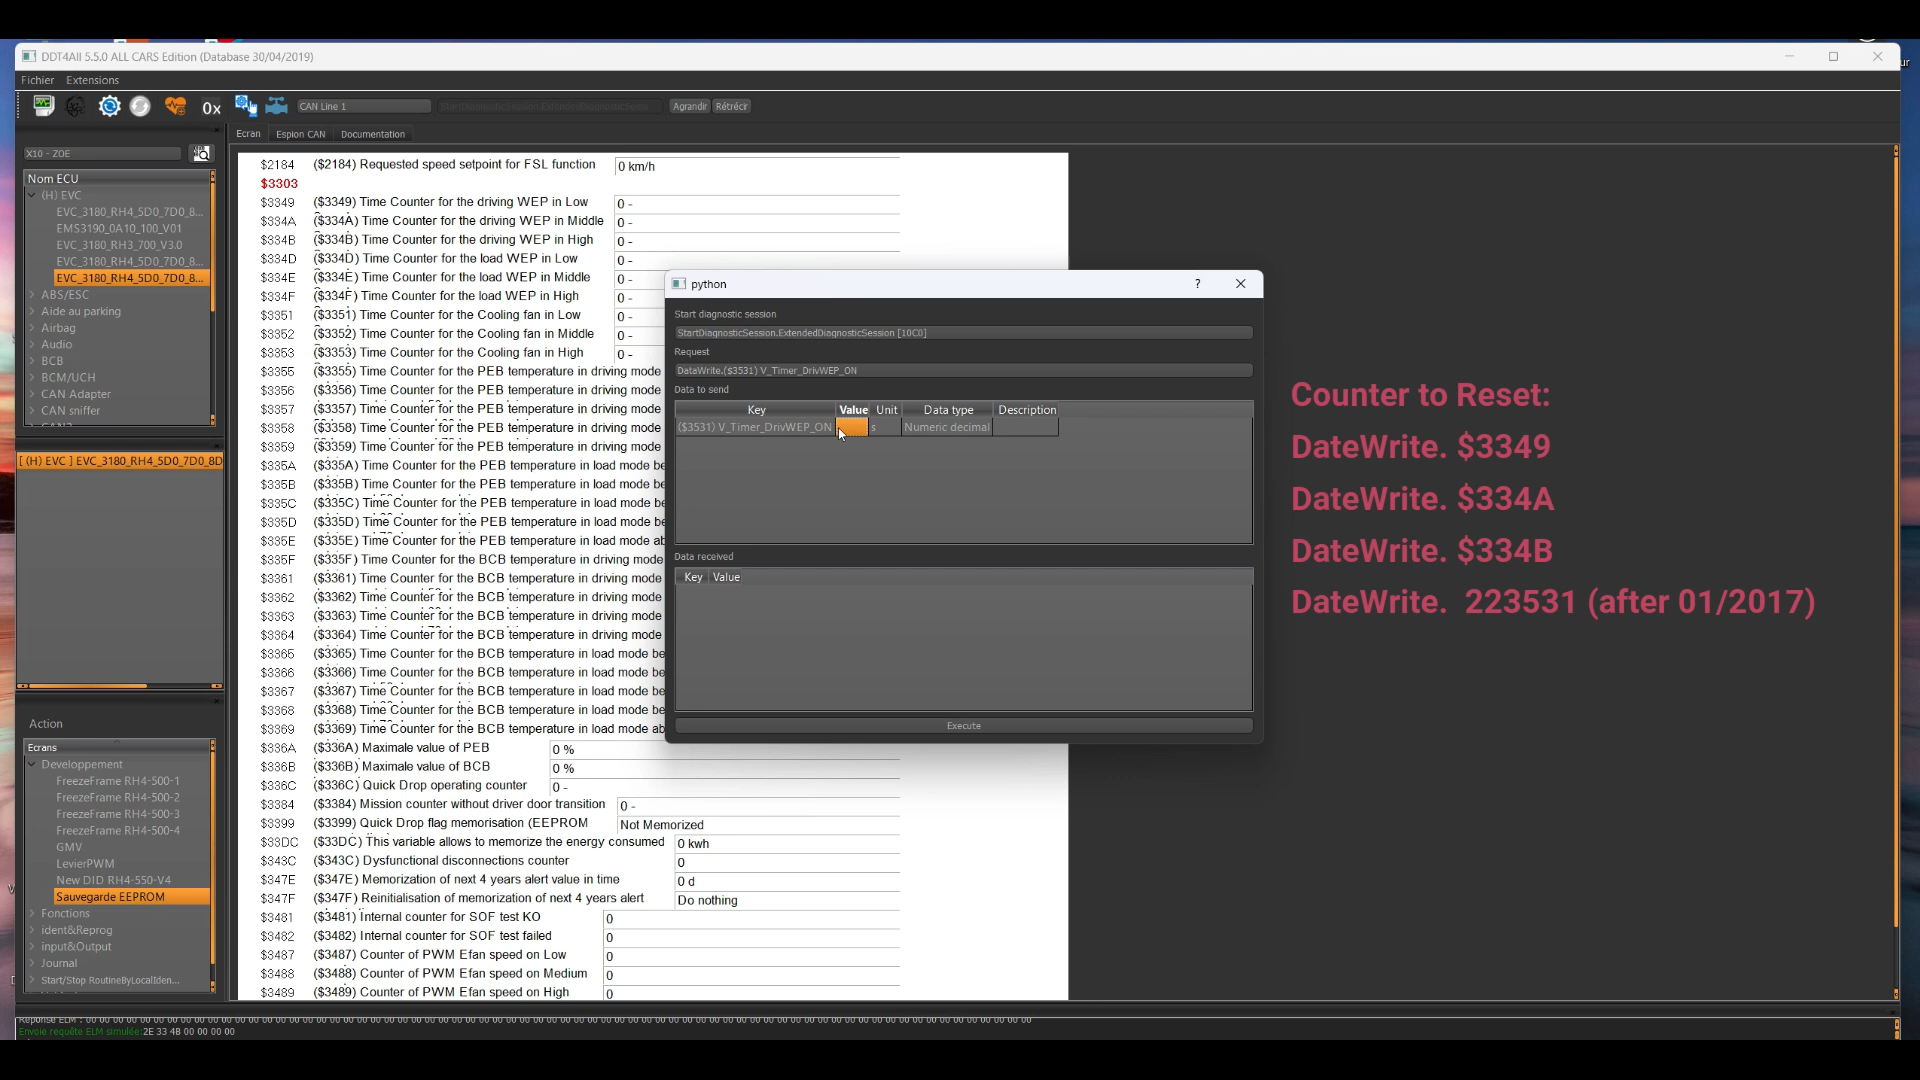 DDT4All 5.5.0 ALL CARS Edition (Database 30/04/2019)
Fichier Extensions
0x CAN Line 1 Agrandir Rétrécir
Ecran Espion CAN Documentation
X10 - ZOE
Nom ECU
(H) EVC
EVC_3180_RH4_5D0_7D0_8...
EMS3190_0A10_100_V01
EVC_3180_RH3_700_V3.0
EVC_3180_RH4_5D0_7D0_8...
EVC_3180_RH4_5D0_7D0_8...
ABS/ESC
Aide au parking
Airbag
Audio
BCB
BCM/UCH
CAN Adapter
CAN sniffer
[ (H) EVC ] EVC_3180_RH4_5D0_7D0_8D
Action
Ecrans
Developpement
FreezeFrame RH4-500-1
FreezeFrame RH4-500-2
FreezeFrame RH4-500-3
FreezeFrame RH4-500-4
GMV
LevierPWM
New DID RH4-550-V4
Sauvegarde EEPROM
Fonctions
ident&Reprog
input&Output
Journal
Start/Stop RoutineByLocalIden...
$2184 ($2184) Requested speed setpoint for FSL function 0 km/h
$3303
$3349 ($3349) Time Counter for the driving WEP in Low 0 -
$334A ($334A) Time Counter for the driving WEP in Middle 0 -
$334B ($334B) Time Counter for the driving WEP in High 0 -
$334D ($334D) Time Counter for the load WEP in Low 0 -
$334E ($334E) Time Counter for the load WEP in Middle 0 -
$334F ($334F) Time Counter for the load WEP in High 0 -
$3351 ($3351) Time Counter for the Cooling fan in Low 0 -
$3352 ($3352) Time Counter for the Cooling fan in Middle 0 -
$3353 ($3353) Time Counter for the Cooling fan in High 0 -
$3355 ($3355) Time Counter for the PEB temperature in driving mode
$3356 ($3356) Time Counter for the PEB temperature in driving mode
$3357 ($3357) Time Counter for the PEB temperature in driving mode
$3358 ($3358) Time Counter for the PEB temperature in driving mode
$3359 ($3359) Time Counter for the PEB temperature in driving mode
$335A ($335A) Time Counter for the PEB temperature in load mode be
$335B ($335B) Time Counter for the PEB temperature in load mode be
$335C ($335C) Time Counter for the PEB temperature in load mode be
$335D ($335D) Time Counter for the PEB temperature in load mode be
$335E ($335E) Time Counter for the PEB temperature in load mode ab
$335F ($335F) Time Counter for the BCB temperature in driving mode
$3361 ($3361) Time Counter for the BCB temperature in driving mode
$3362 ($3362) Time Counter for the BCB temperature in driving mode
$3363 ($3363) Time Counter for the BCB temperature in driving mode
$3364 ($3364) Time Counter for the BCB temperature in driving mode
$3365 ($3365) Time Counter for the BCB temperature in load mode be
$3366 ($3366) Time Counter for the BCB temperature in load mode be
$3367 ($3367) Time Counter for the BCB temperature in load mode be
$3368 ($3368) Time Counter for the BCB temperature in load mode be
$3369 ($3369) Time Counter for the BCB temperature in load mode ab
$336A ($336A) Maximale value of PEB 0 %
$336B ($336B) Maximale value of BCB 0 %
$336C ($336C) Quick Drop operating counter 0 -
$3384 ($3384) Mission counter without driver door transition 0 -
$3399 ($3399) Quick Drop flag memorisation (EEPROM Not Memorized
$33DC ($33DC) This variable allows to memorize the energy consumed 0 kwh
$343C ($343C) Dysfunctional disconnections counter 0
$347E ($347E) Memorization of next 4 years alert value in time 0 d
$347F ($347F) Reinitialisation of memorization of next 4 years alert Do nothing
$3481 ($3481) Internal counter for SOF test KO 0
$3482 ($3482) Internal counter for SOF test failed 0
$3487 ($3487) Counter of PWM Efan speed on Low 0
$3488 ($3488) Counter of PWM Efan speed on Medium 0
$3489 ($3489) Counter of PWM Efan speed on High 0
python ?
Start diagnostic session
StartDiagnosticSession.ExtendedDiagnosticSession [10C0]
Request
DataWrite.($3531) V_Timer_DrivWEP_ON
Data to send
Key Value Unit Data type Description
($3531) V_Timer_DrivWEP_ON s Numeric decimal
Data received
Key Value
Execute
Counter to Reset:
DateWrite. $3349
DateWrite. $334A
DateWrite. $334B
DateWrite. 223531 (after 01/2017)
Envoie requête ELM simulée:2E 33 4B 00 00 00 00